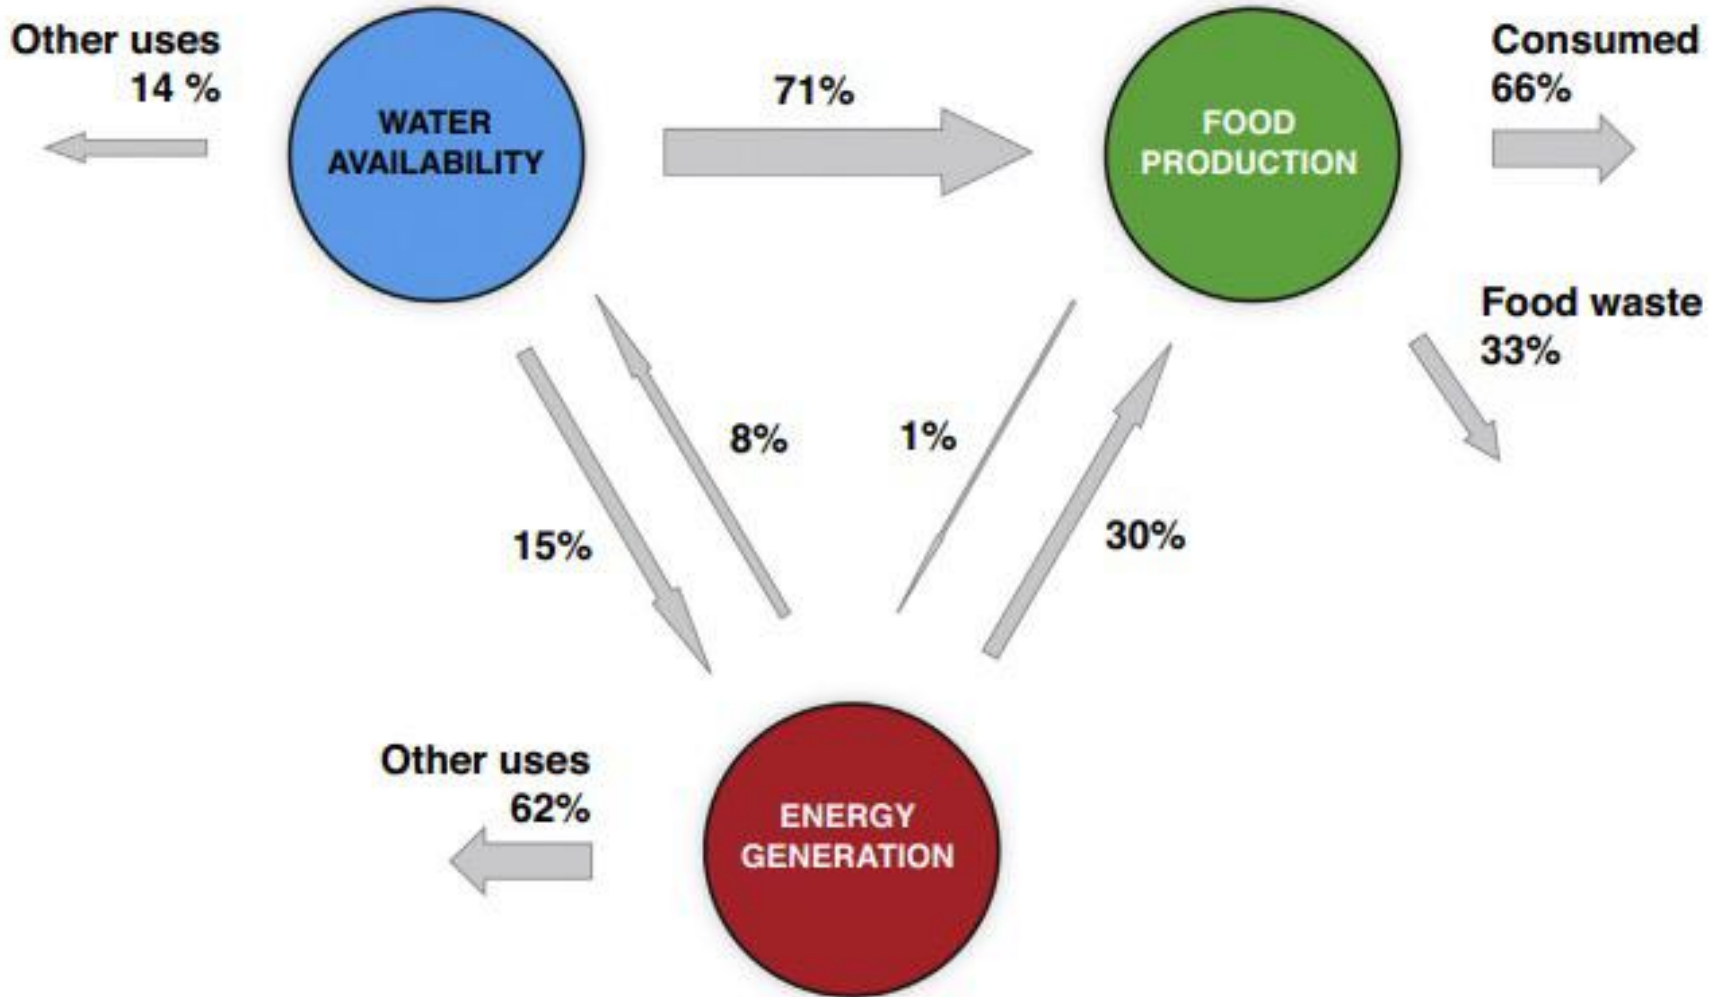 Other uses
14 %
WATER
AVAILABILITY
71%
FOOD
PRODUCTION
Consumed
66%
Food waste
33%
8%
1%
15%
30%
Other uses
62%
ENERGY
GENERATION